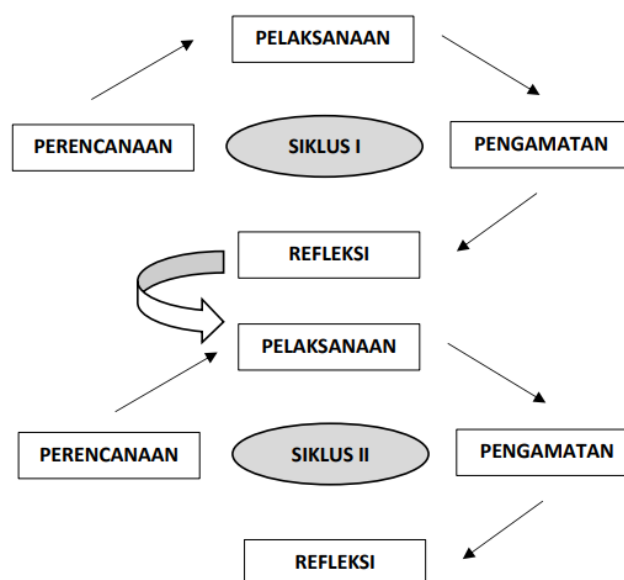 PELAKSANAAN
PERENCANAAN
SIKLUS I
PENGAMATAN
REFLEKSI
PELAKSANAAN
PERENCANAAN
SIKLUS II
PENGAMATAN
REFLEKSI